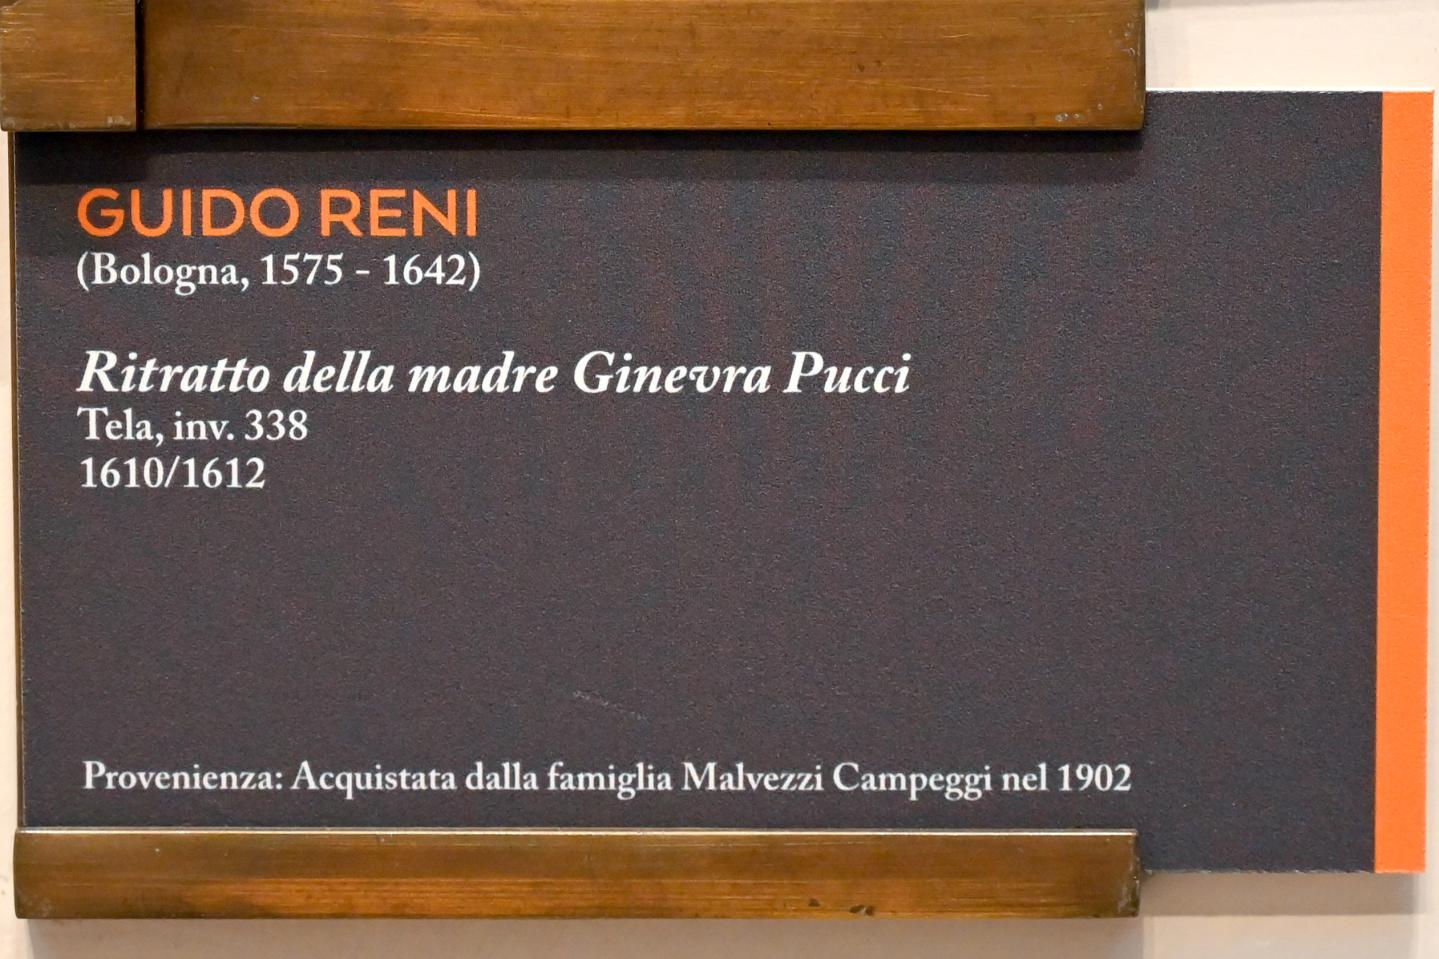 GUIDO RENI
(Bologna, 1575 - 1642)
Ritratto della madre Ginevra Pucci
Tela, inv. 338
1610/1612
Provenienza: Acquistata dalla famiglia Malvezzi Campeggi nel 1902